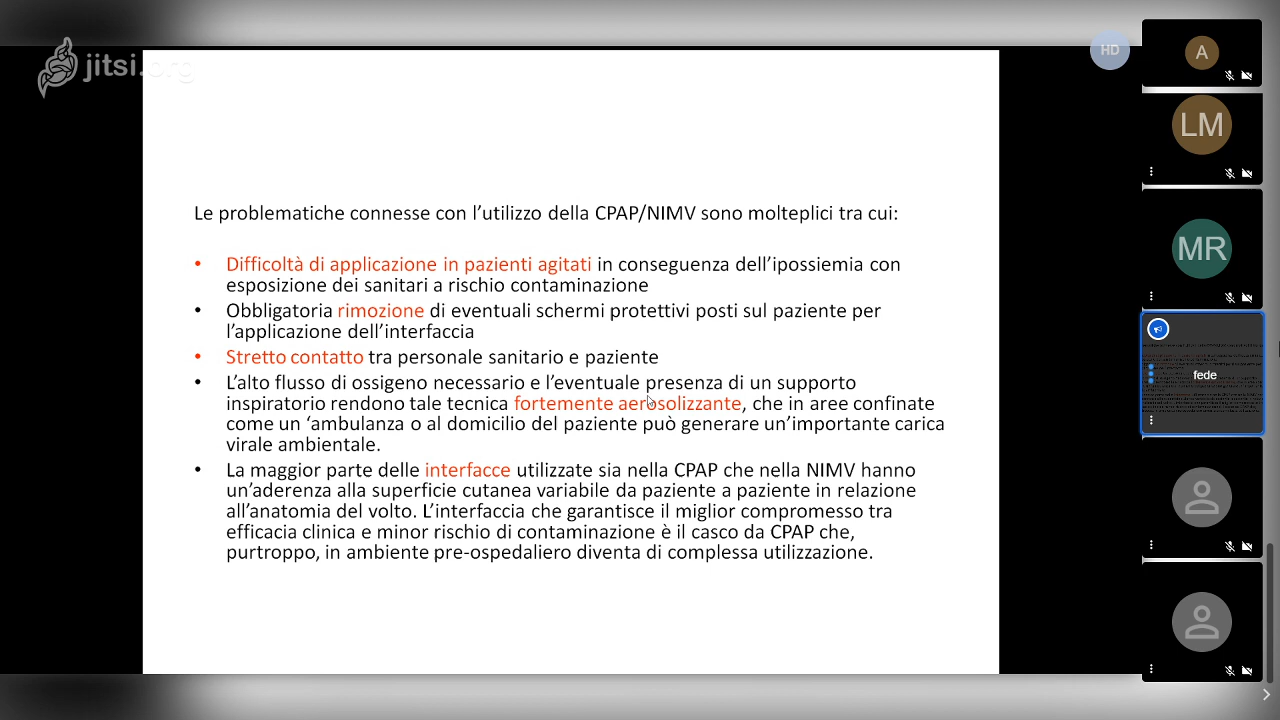 jitsi.org
HD
A
LM
MR
fede
Le problematiche connesse con l’utilizzo della CPAP/NIMV sono molteplici tra cui:
• Difficoltà di applicazione in pazienti agitati in conseguenza dell’ipossiemia con
esposizione dei sanitari a rischio contaminazione
• Obbligatoria rimozione di eventuali schermi protettivi posti sul paziente per
l’applicazione dell’interfaccia
• Stretto contatto tra personale sanitario e paziente
• L’alto flusso di ossigeno necessario e l’eventuale presenza di un supporto
inspiratorio rendono tale tecnica fortemente aerosolizzante, che in aree confinate
come un ‘ambulanza o al domicilio del paziente può generare un’importante carica
virale ambientale.
• La maggior parte delle interfacce utilizzate sia nella CPAP che nella NIMV hanno
un’aderenza alla superficie cutanea variabile da paziente a paziente in relazione
all’anatomia del volto. L’interfaccia che garantisce il miglior compromesso tra
efficacia clinica e minor rischio di contaminazione è il casco da CPAP che,
purtroppo, in ambiente pre-ospedaliero diventa di complessa utilizzazione.